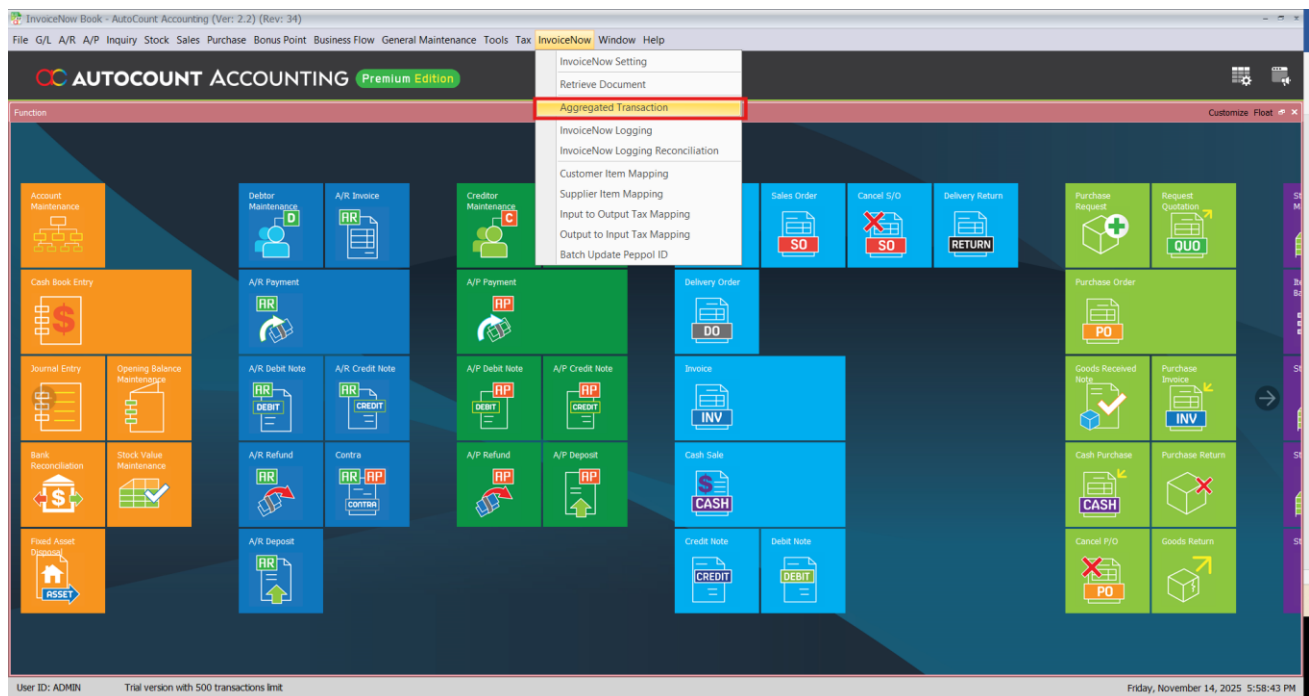 InvoiceNow Book - AutoCount Accounting (Ver: 2.2) (Rev: 34)
File G/L A/R A/P Inquiry Stock Sales Purchase Bonus Point Business Flow General Maintenance Tools Tax InvoiceNow Window Help
AUTOCOUNT ACCOUNTING Premium Edition
InvoiceNow Setting
Retrieve Document
Aggregated Transaction
InvoiceNow Logging
InvoiceNow Logging Reconciliation
Customer Item Mapping
Supplier Item Mapping
Input to Output Tax Mapping
Output to Input Tax Mapping
Batch Update Peppol ID
Function
Customize Float
Account
Maintenance
Debtor
Maintenance
D
A/R Invoice
AR
Creditor
Maintenance
C
Sales Order
SO
Cancel S/O
SO
Delivery Return
RETURN
Purchase
Request
Request
Quotation
QUO
Cash Book Entry
A/R Payment
AR
A/P Payment
AP
Delivery Order
DO
Purchase Order
PO
Journal Entry
Opening Balance
Maintenance
A/R Debit Note
AR
DEBIT
A/R Credit Note
AR
CREDIT
A/P Debit Note
AP
DEBIT
A/P Credit Note
AP
CREDIT
Invoice
INV
Goods Received
Note
Purchase
Invoice
INV
Bank
Reconciliation
Stock Value
Maintenance
A/R Refund
AR
Contra
AR AP
CONTRA
A/P Refund
AP
A/P Deposit
AP
Cash Sale
CASH
Cash Purchase
CASH
Purchase Return
Fixed Asset
Disposal
ASSET
A/R Deposit
AR
Credit Note
CREDIT
Debit Note
DEBIT
Cancel P/O
PO
Goods Return
User ID: ADMIN
Trial version with 500 transactions limit
Friday, November 14, 2025 5:58:43 PM